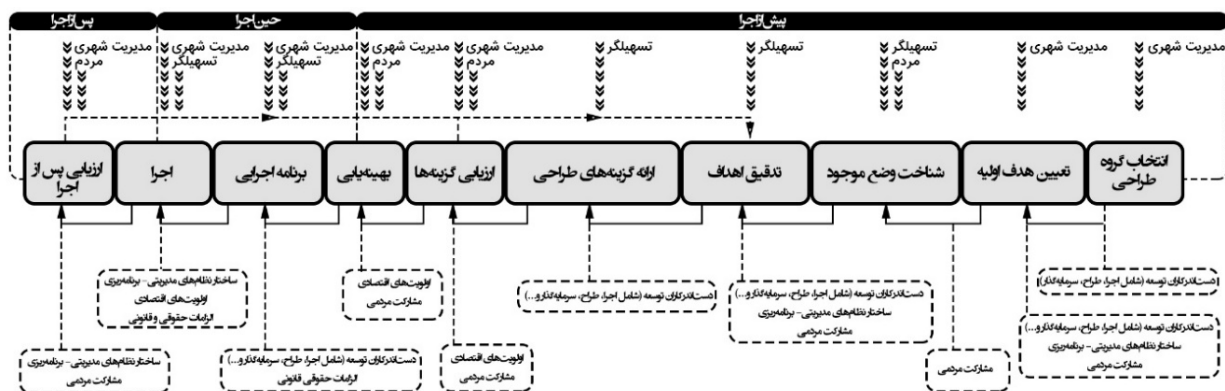 پیش‌ازاجرا
حین‌اجرا
پس‌ازاجرا
مدیریت شهری
مدیریت شهری
تسهیلگر
مردم
تسهیلگر
تسهیلگر
مدیریت شهری
مردم
مدیریت شهری
مردم
مدیریت شهری
تسهیلگر
مدیریت شهری
تسهیلگر
مدیریت شهری
مردم
انتخاب گروه
طراحی
تعیین هدف اولیه
شناخت وضع موجود
تدقیق اهداف
ارائه گزینه‌های طراحی
ارزیابی گزینه‌ها
بهینه‌یابی
برنامه اجرایی
اجرا
ارزیابی پس از
اجرا
دست‌اندرکاران توسعه (شامل اجرا، طراح، سرمایه‌گذار)
دست‌اندرکاران توسعه (شامل اجرا، طراح، سرمایه‌گذار و...)
ساختار نظام‌های مدیریتی- برنامه‌ریزی
مشارکت مردمی
مشارکت مردمی
دست‌اندرکاران توسعه (شامل اجرا، طراح، سرمایه‌گذار و...)
ساختار نظام‌های مدیریتی- برنامه‌ریزی
مشارکت مردمی
دست‌اندرکاران توسعه (شامل اجرا، طراح، سرمایه‌گذار و...)
اولویت‌های اقتصادی
مشارکت مردمی
اولویت‌های اقتصادی
مشارکت مردمی
دست‌اندرکاران توسعه (شامل اجرا، طراح، سرمایه‌گذار و...)
الزامات حقوقی قانونی
ساختار نظام‌های مدیریتی- برنامه‌ریزی
اولویت‌های اقتصادی
الزامات حقوقی و قانونی
ساختار نظام‌های مدیریتی- برنامه‌ریزی
مشارکت مردمی